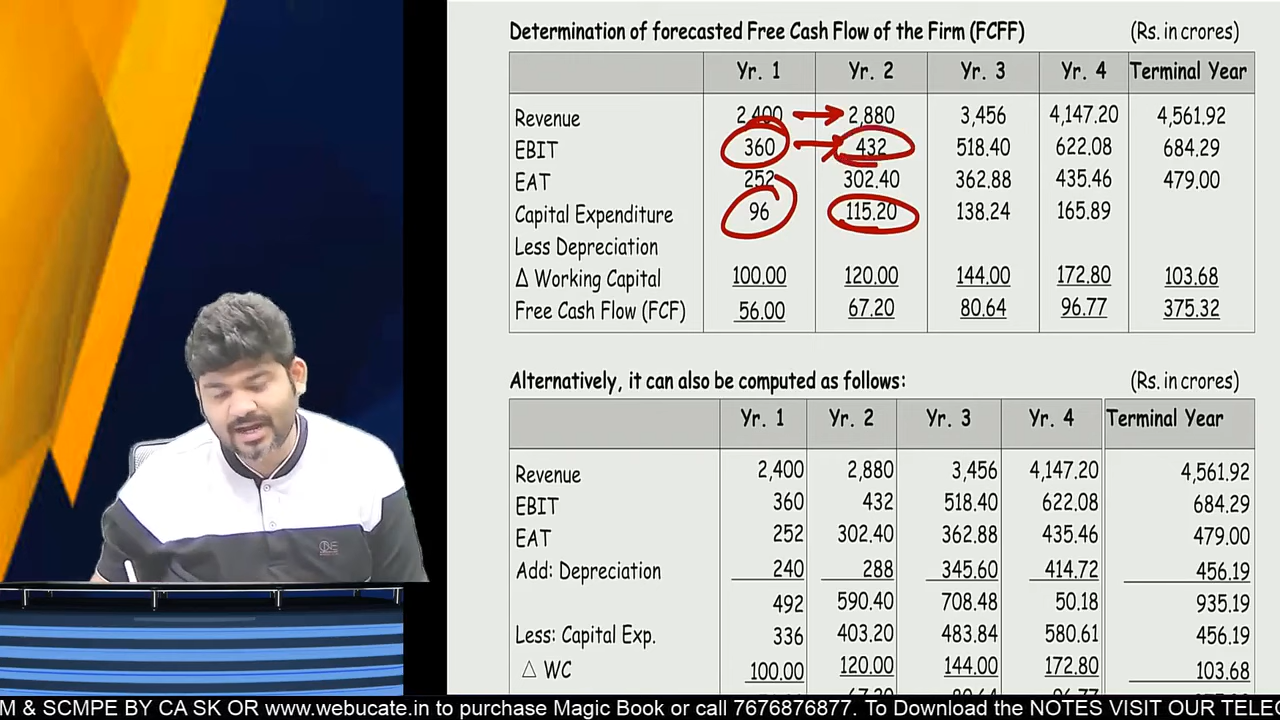 Determination of forecasted Free Cash Flow of the Firm (FCFF) (Rs. in crores)
Yr. 1 Yr. 2 Yr. 3 Yr. 4 Terminal Year
Revenue 2,400 2,880 3,456 4,147.20 4,561.92
EBIT 360 432 518.40 622.08 684.29
EAT 252 302.40 362.88 435.46 479.00
Capital Expenditure 96 115.20 138.24 165.89
Less Depreciation
Δ Working Capital 100.00 120.00 144.00 172.80 103.68
Free Cash Flow (FCF) 56.00 67.20 80.64 96.77 375.32
Alternatively, it can also be computed as follows: (Rs. in crores)
Yr. 1 Yr. 2 Yr. 3 Yr. 4 Terminal Year
Revenue 2,400 2,880 3,456 4,147.20 4,561.92
EBIT 360 432 518.40 622.08 684.29
EAT 252 302.40 362.88 435.46 479.00
Add: Depreciation 240 288 345.60 414.72 456.19
492 590.40 708.48 50.18 935.19
Less: Capital Exp. 336 403.20 483.84 580.61 456.19
Δ WC 100.00 120.00 144.00 172.80 103.68
M & SCMPE BY CA SK OR www.webucate.in to purchase Magic Book or call 7676876877. To Download the NOTES VISIT OUR TELE